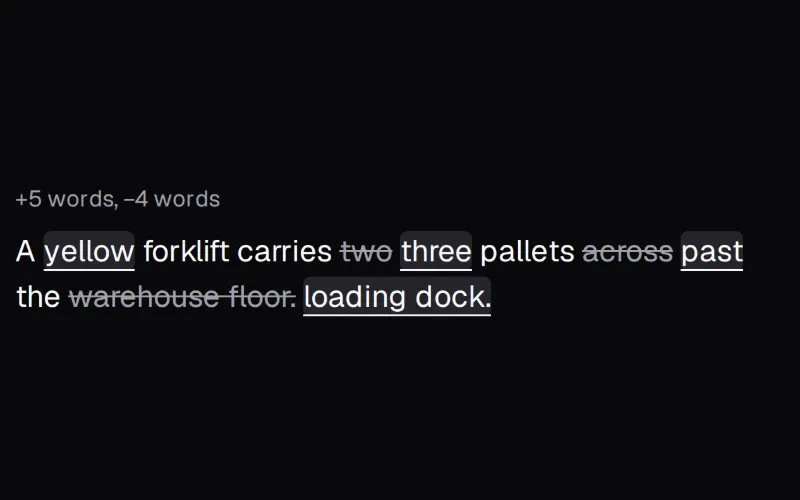 +5 words, −4 words
A yellow forklift carries two three pallets across past
the warehouse floor. loading dock.